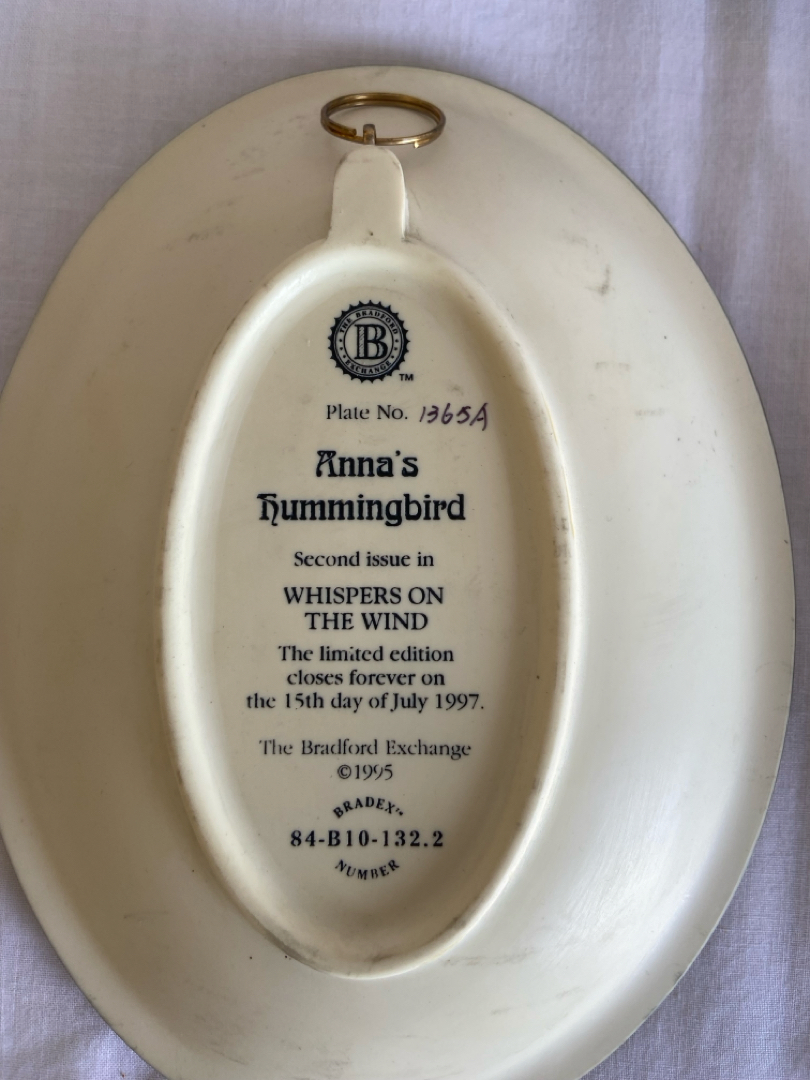 THE BRADFORD
B
EXCHANGE
TM
Plate No. 1365A
Anna's
Hummingbird
Second issue in
WHISPERS ON
THE WIND
The limited edition
closes forever on
the 15th day of July 1997.
The Bradford Exchange
©1995
BRADEX™
84-B10-132.2
NUMBER